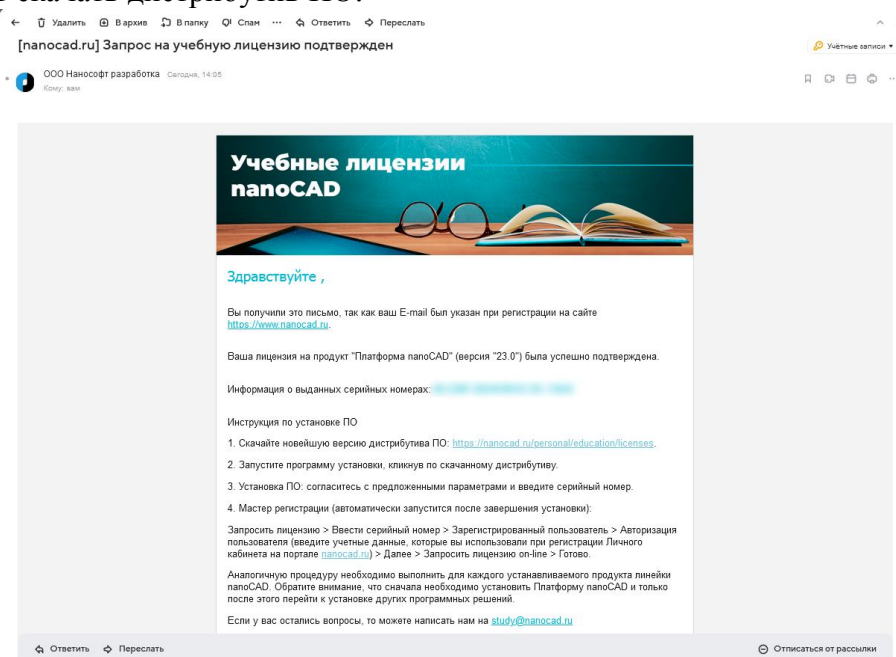 скачать дистрибутив ПО:
Удалить В архив В папку Спам ... Ответить Переслать
[nanocad.ru] Запрос на учебную лицензию подтвержден
Учётные записи
ООО Нанософт разработка Сегодня, 14:05
Кому: вам
Учебные лицензии
nanoCAD
Здравствуйте ,
Вы получили это письмо, так как ваш E-mail был указан при регистрации на сайте
https://www.nanocad.ru.
Ваша лицензия на продукт "Платформа nanoCAD" (версия "23.0") была успешно подтверждена.
Информация о выданных серийных номерах:
Инструкция по установке ПО
1. Скачайте новейшую версию дистрибутива ПО: https://nanocad.ru/personal/education/licenses.
2. Запустите программу установки, кликнув по скачанному дистрибутиву.
3. Установка ПО: согласитесь с предложенными параметрами и введите серийный номер.
4. Мастер регистрации (автоматически запустится после завершения установки):
Запросить лицензию > Ввести серийный номер > Зарегистрированный пользователь > Авторизация
пользователя (введите учетные данные, которые вы использовали при регистрации Личного
кабинета на портале nanocad.ru) > Далее > Запросить лицензию on-line > Готово.
Аналогичную процедуру необходимо выполнить для каждого устанавливаемого продукта линейки
nanoCAD. Обратите внимание, что сначала необходимо установить Платформу nanoCAD и только
после этого перейти к установке других программных решений.
Если у вас остались вопросы, то можете написать нам на study@nanocad.ru
Ответить Переслать Отписаться от рассылки